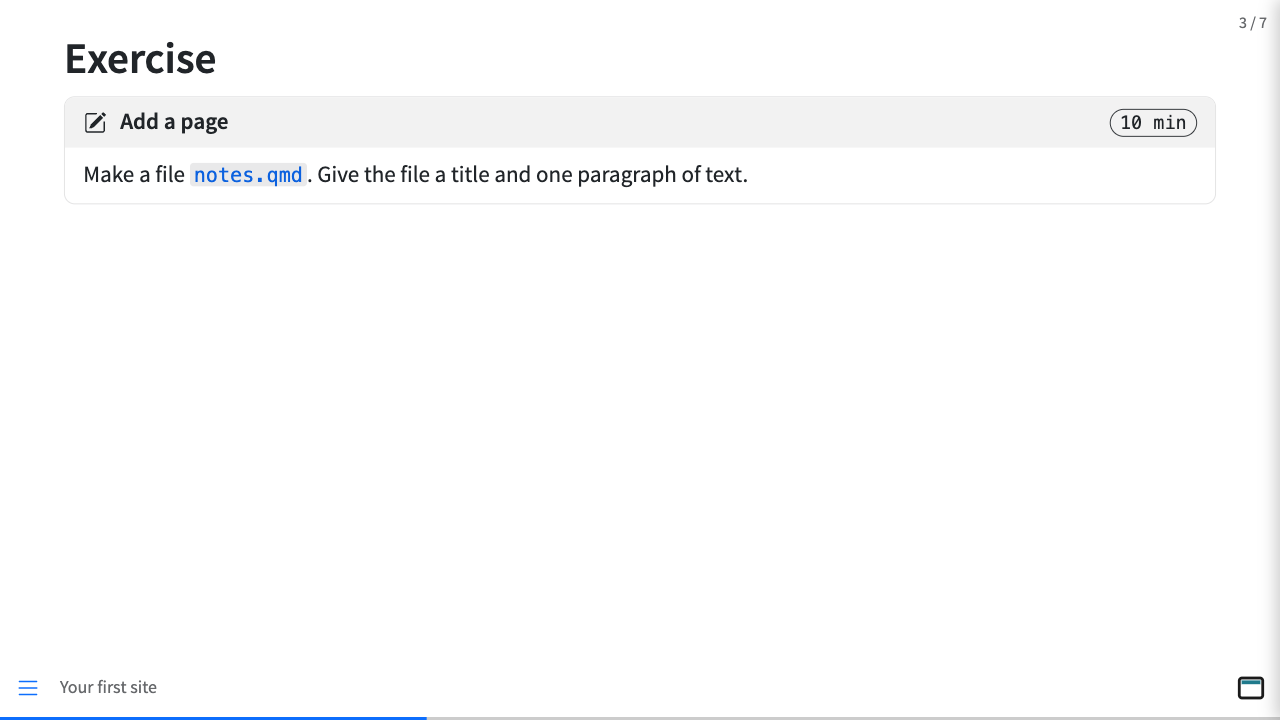 3 / 7
Exercise
Add a page
10 min
Make a file notes.qmd. Give the file a title and one paragraph of text.
Your first site